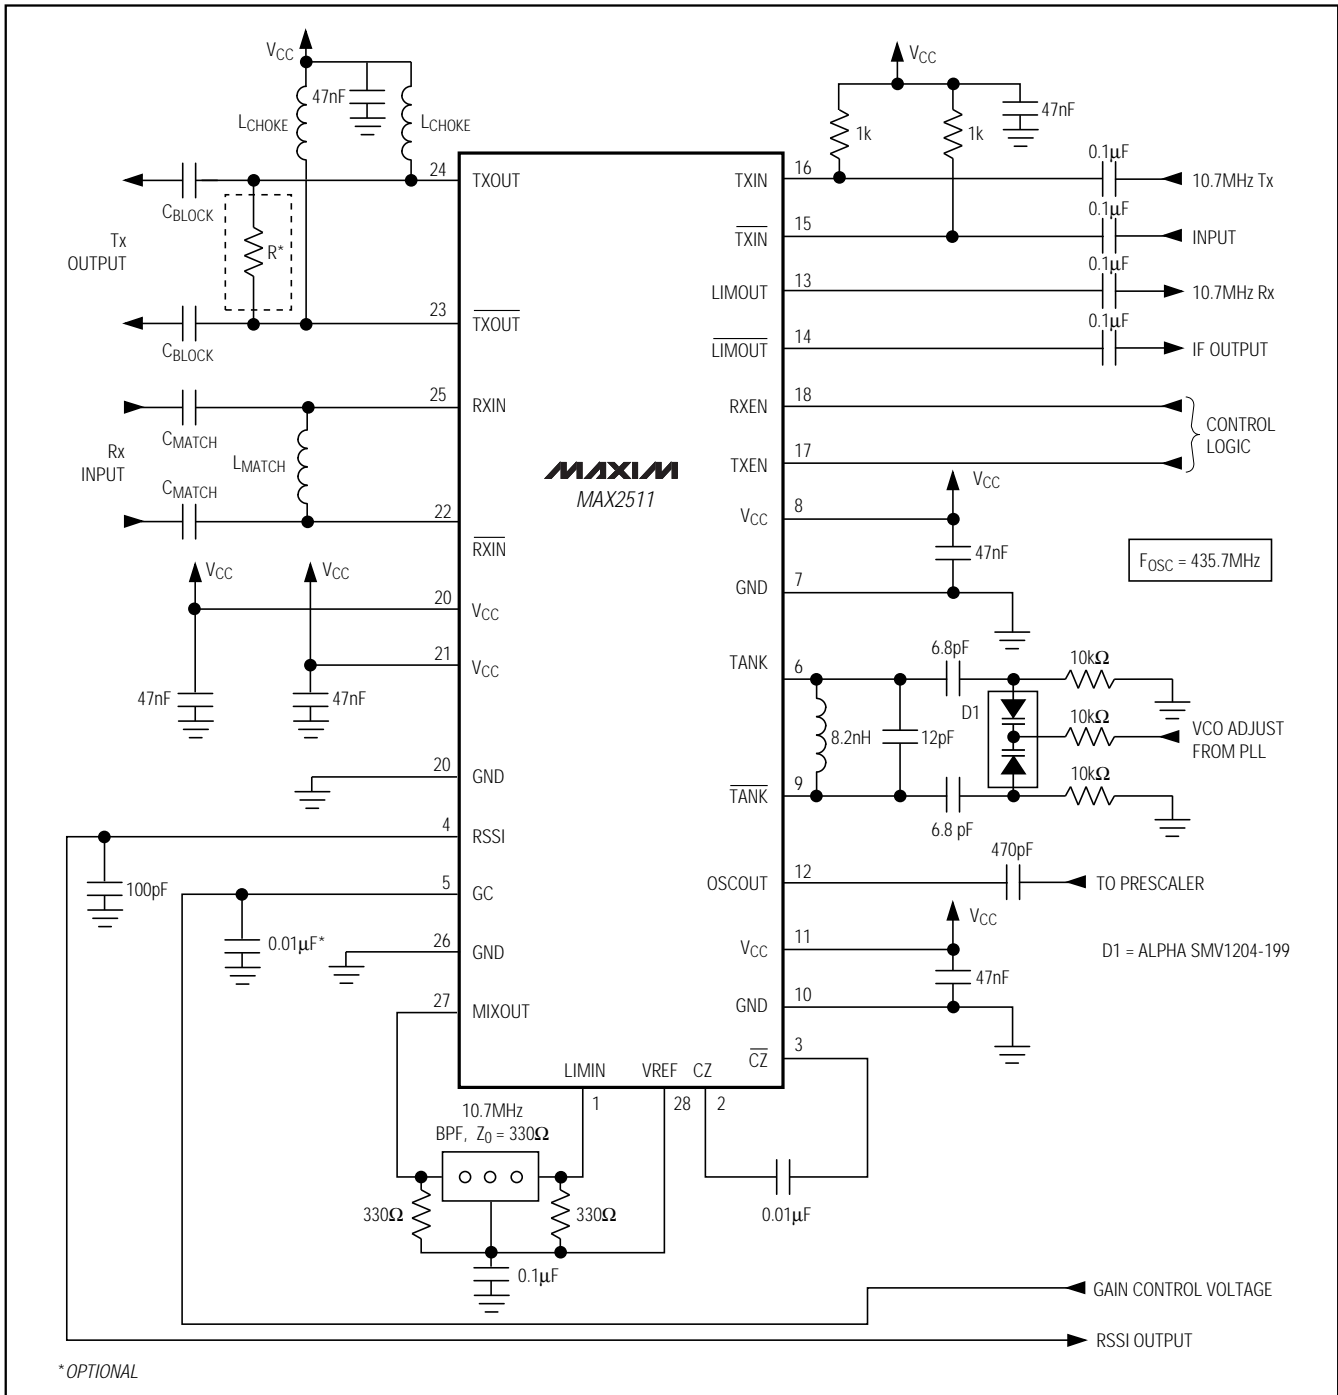 VCC
47nF
LCHOKE
LCHOKE
24
TXOUT
CBLOCK
Tx
OUTPUT
R*
23
TXOUT
CBLOCK
25
RXIN
CMATCH
Rx
INPUT
LMATCH
CMATCH
22
RXIN
VCC
VCC
20
VCC
21
VCC
47nF
47nF
20
GND
4
RSSI
100pF
5
GC
0.01μF*
26
GND
27
MIXOUT
MAXIM
MAX2511
VCC
47nF
1k
1k
16
TXIN
0.1μF
10.7MHz Tx
15
TXIN
0.1μF
INPUT
13
LIMOUT
0.1μF
10.7MHz Rx
14
LIMOUT
0.1μF
IF OUTPUT
18
RXEN
17
TXEN
CONTROL
LOGIC
VCC
8
VCC
47nF
7
GND
FOSC = 435.7MHz
6
TANK
6.8pF
10kΩ
D1
8.2nH
12pF
10kΩ
VCO ADJUST
FROM PLL
10kΩ
9
TANK
6.8 pF
470pF
12
OSCOUT
TO PRESCALER
VCC
11
VCC
47nF
D1 = ALPHA SMV1204-199
10
GND
3
CZ
LIMIN
VREF
CZ
1
28
2
10.7MHz
BPF, Z0 = 330Ω
330Ω
330Ω
0.1μF
0.01μF
GAIN CONTROL VOLTAGE
RSSI OUTPUT
*OPTIONAL